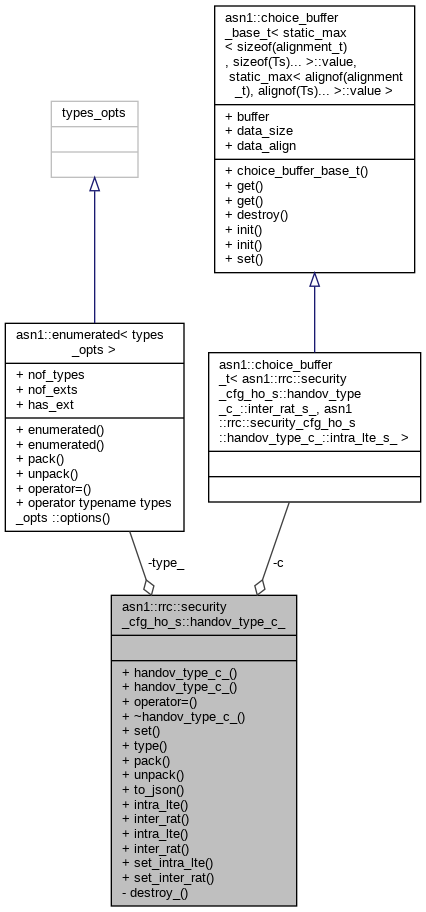 asn1::choice_buffer
_base_t< static_max
< sizeof(alignment_t)
, sizeof(Ts)... >::value,
static_max< alignof(alignment
_t), alignof(Ts)... >::value >
+ buffer
+ data_size
+ data_align
+ choice_buffer_base_t()
+ get()
+ get()
+ destroy()
+ init()
+ init()
+ set()
types_opts
asn1::enumerated< types
_opts >
+ nof_types
+ nof_exts
+ has_ext
+ enumerated()
+ enumerated()
+ pack()
+ unpack()
+ operator=()
+ operator typename types
_opts ::options()
asn1::choice_buffer
_t< asn1::rrc::security
_cfg_ho_s::handov_type
_c_::inter_rat_s_, asn1
::rrc::security_cfg_ho_s
::handov_type_c_::intra_lte_s_ >
-type_
-c
asn1::rrc::security
_cfg_ho_s::handov_type_c_
+ handov_type_c_()
+ handov_type_c_()
+ operator=()
+ ~handov_type_c_()
+ set()
+ type()
+ pack()
+ unpack()
+ to_json()
+ intra_lte()
+ inter_rat()
+ intra_lte()
+ inter_rat()
+ set_intra_lte()
+ set_inter_rat()
- destroy_()